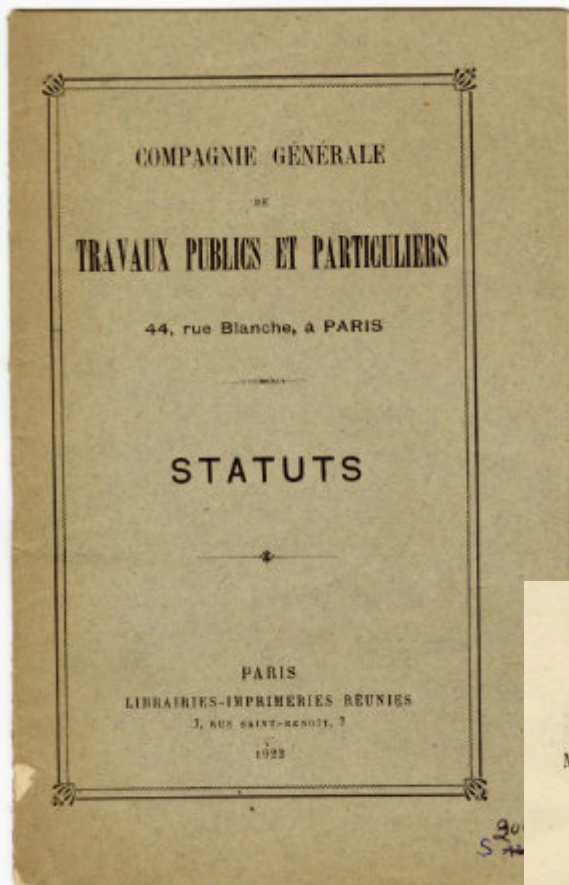 COMPAGNIE GÉNÉRALE
DE
TRAVAUX PUBLICS ET PARTICULIERS
44, rue Blanche, à PARIS
STATUTS
PARIS
LIBRAIRIES-IMPRIMERIES RÉUNIES
7, RUE SAINT-BENOIT, 7
1922
S